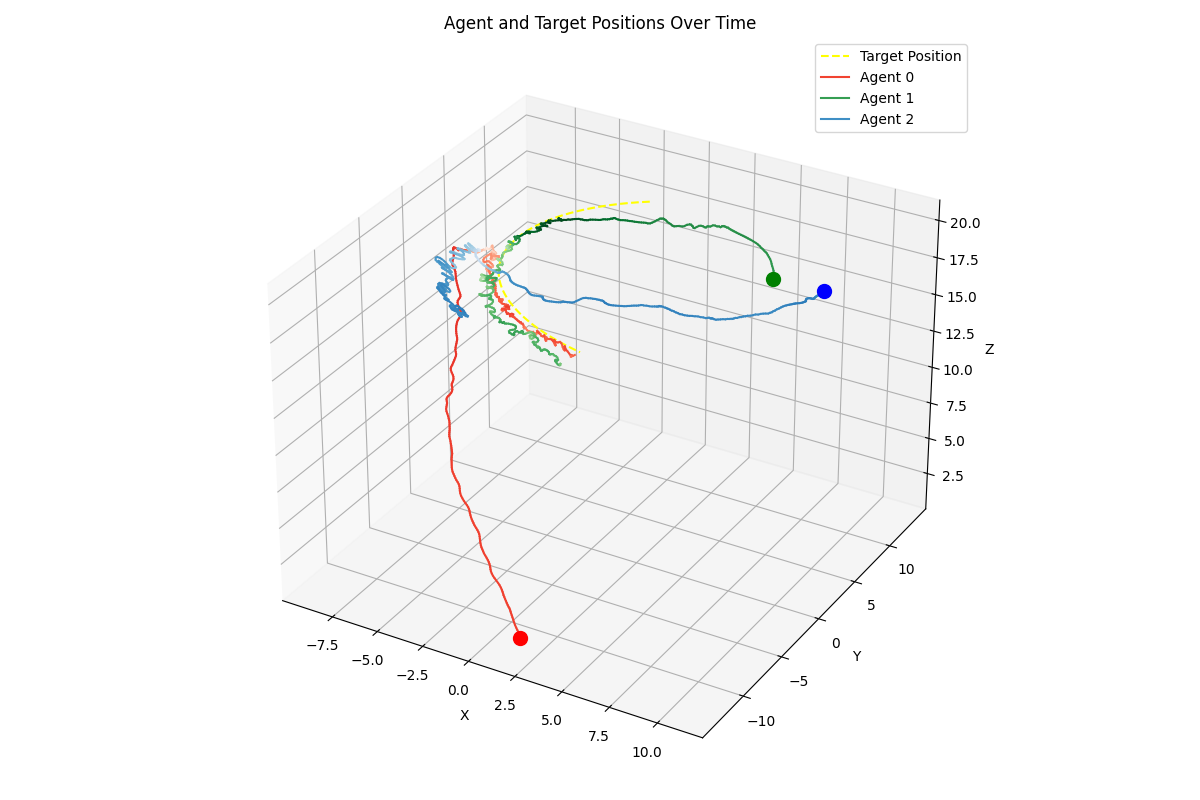 Agent and Target Positions Over Time
Target Position
Agent 0
Agent 1
Agent 2
20.0
17.5
15.0
12.5
10.0
7.5
5.0
2.5
Z
10
5
0
−5
−10
Y
−7.5
−5.0
−2.5
0.0
2.5
5.0
7.5
10.0
X